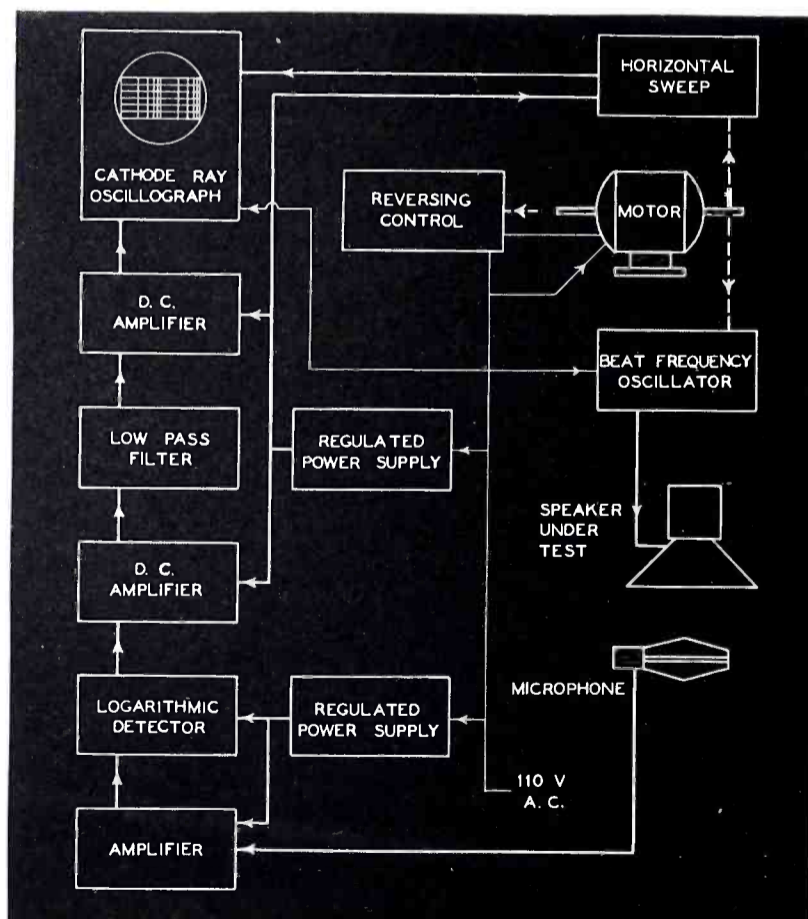 HORIZONTAL
SWEEP
CATHODE RAY
OSCILLOGRAPH
REVERSING
CONTROL
MOTOR
D. C.
AMPLIFIER
BEAT FREQUENCY
OSCILLATOR
LOW PASS
FILTER
REGULATED
POWER SUPPLY
SPEAKER
UNDER
TEST
D. C.
AMPLIFIER
MICROPHONE
LOGARITHMIC
DETECTOR
REGULATED
POWER SUPPLY
110 V
A. C.
AMPLIFIER